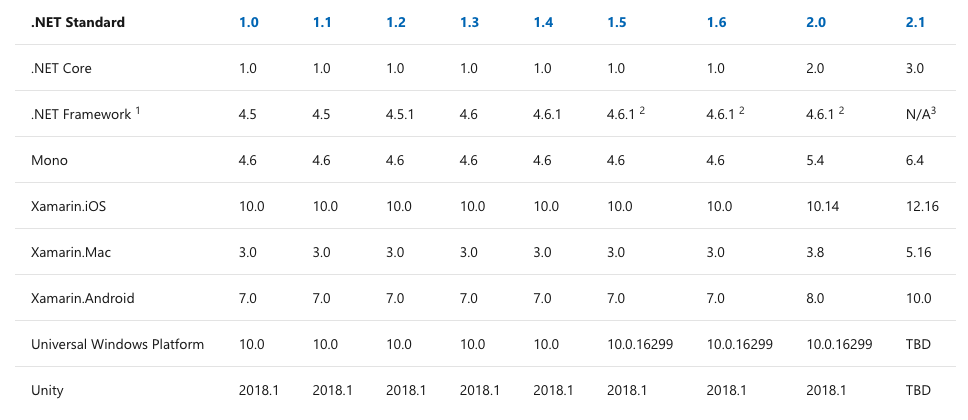 .NET Standard 1.0 1.1 1.2 1.3 1.4 1.5 1.6 2.0 2.1
.NET Core 1.0 1.0 1.0 1.0 1.0 1.0 1.0 2.0 3.0
.NET Framework 1 4.5 4.5 4.5.1 4.6 4.6.1 4.6.1 2 4.6.1 2 4.6.1 2 N/A3
Mono 4.6 4.6 4.6 4.6 4.6 4.6 4.6 5.4 6.4
Xamarin.iOS 10.0 10.0 10.0 10.0 10.0 10.0 10.0 10.14 12.16
Xamarin.Mac 3.0 3.0 3.0 3.0 3.0 3.0 3.0 3.8 5.16
Xamarin.Android 7.0 7.0 7.0 7.0 7.0 7.0 7.0 8.0 10.0
Universal Windows Platform 10.0 10.0 10.0 10.0 10.0 10.0.16299 10.0.16299 10.0.16299 TBD
Unity 2018.1 2018.1 2018.1 2018.1 2018.1 2018.1 2018.1 2018.1 TBD